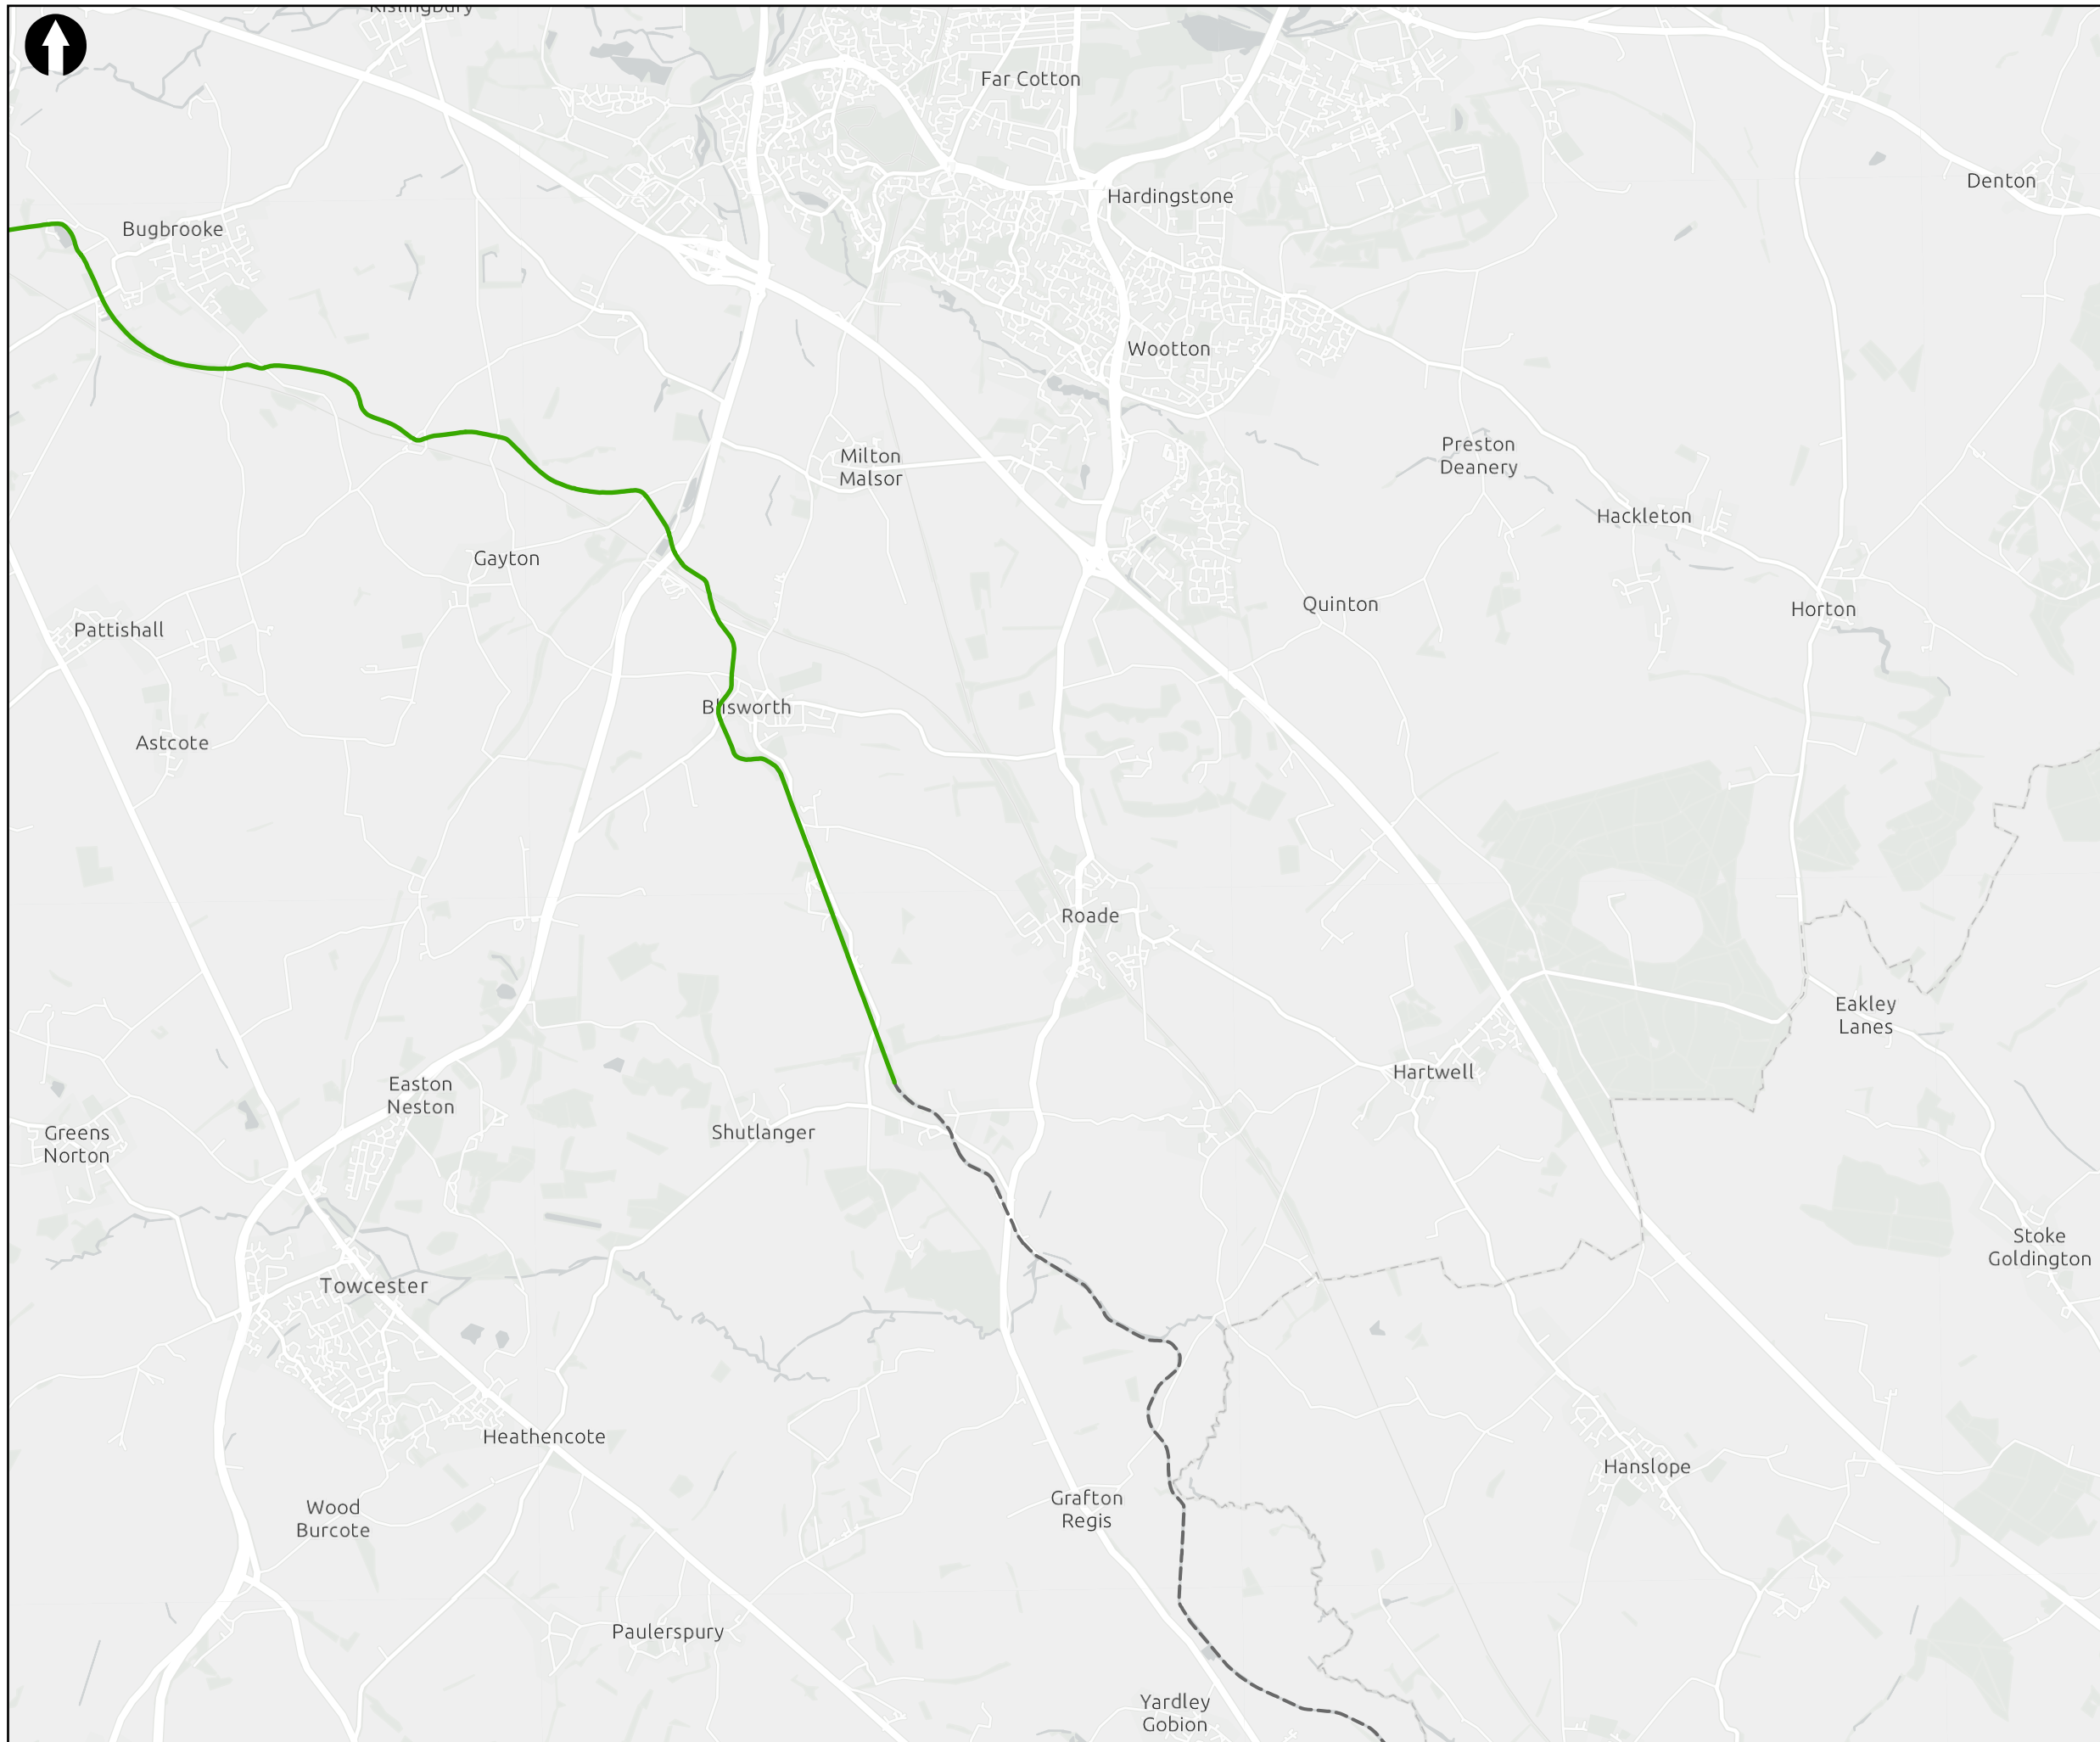 Kislingbury
Far Cotton
Denton
Hardingstone
Bugbrooke
Wootton
Milton
Malsor
Preston
Deanery
Hackleton
Gayton
Quinton
Horton
Pattishall
Blisworth
Astcote
Roade
Eakley
Lanes
Hartwell
Easton
Neston
Greens
Norton
Shutlanger
Stoke
Goldington
Towcester
Heathencote
Hanslope
Grafton
Regis
Wood
Burcote
Paulerspury
Yardley
Gobion